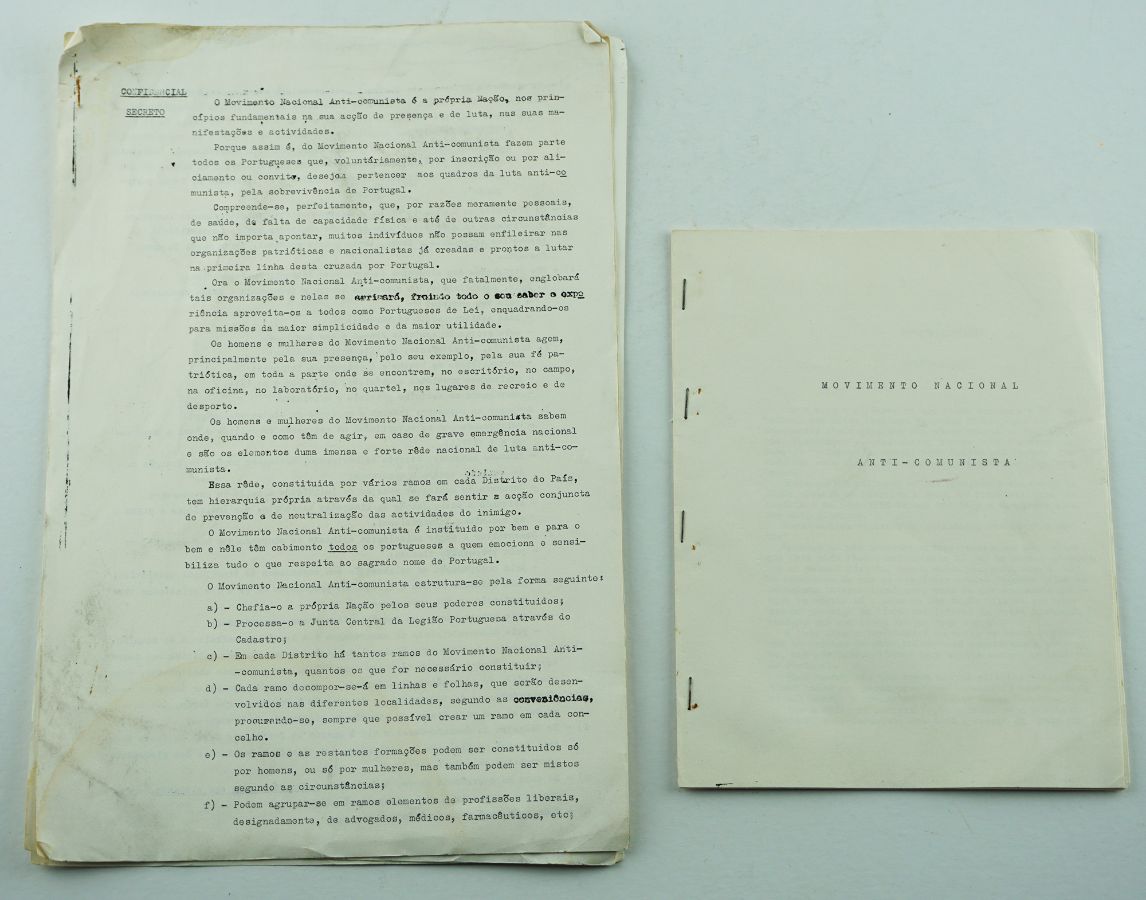 CONFIDENCIAL
SECRETO
O Movimento Nacional Anti-comunista é a própria Nação, nos prin-
cípios fundamentais na sua acção de presença e de luta, nas suas ma-
nifestações e actividades.
Porque assim é, do Movimento Nacional Anti-comunista fazem parte
todos os Portugueses que, voluntáriamente, por inscrição ou por ali-
ciamento ou convite, desejem pertencer aos quadros da luta anti-co
munista, pela sobrevivência de Portugal.
Compreende-se, perfeitamente, que, por razões meramente pessoais,
de saúde, de falta de capacidade física e até de outras circunstâncias
que não importa apontar, muitos indivíduos não possam enfileirar nas
organizações patrióticas e nacionalistas já creadas e prontos a lutar
na primeira linha desta cruzada por Portugal.
Ora o Movimento Nacional Anti-comunista, que fatalmente, englobará
tais organizações e nelas se todo o seu saber e expe
riência aproveita-os a todos como Portugueses de Lei, enquadrando-os
para missões da maior simplicidade e da maior utilidade.
Os homens e mulheres do Movimento Nacional Anti-comunista agem,
principalmente pela sua presença, pelo seu exemplo, pela sua fé pa-
triótica, em toda a parte onde se encontrem, no escritório, no campo,
na oficina, no laboratório, no quartel, nos lugares de recreio e de
desporto.
Os homens e mulheres do Movimento Nacional Anti-comunista sabem
onde, quando e como têm de agir, em caso de grave emergência nacional
e são os elementos duma imensa e forte rêde nacional de luta anti-co-
munista.
Essa rêde, constituida por vários ramos em cada Distrito do País,
tem hierarquia própria através da qual se fará sentir a acção conjuncta
de prevenção e de neutralização das actividades do inimigo.
O Movimento Nacional Anti-comunista é instituido por bem e para o
bem e nêle têm cabimento todos os portugueses a quem emociona e sensi-
biliza tudo o que respeita ao sagrado nome de Portugal.
O Movimento Nacional Anti-comunista estrutura-se pela forma seguinte:
a) - Chefia-o a própria Nação pelos seus poderes constituidos;
b) - Processa-o a Junta Central da Legião Portuguesa através do
Cadastro;
c) - Em cada Distrito há tantos ramos do Movimento Nacional Anti-
-comunista, quantos os que for necessário constituir;
d) - Cada ramo decompor-se-á em linhas e folhas, que serão desen-
volvidos nas diferentes localidades, segundo as conveniências,
procurando-se, sempre que possível crear um ramo em cada con-
celho.
e) - Os ramos e as restantes formações podem ser constituidos só
por homens, ou só por mulheres, mas também podem ser mistos
segundo as circunstâncias;
f) - Podem agrupar-se em ramos elementos de profissões liberais,
designadamente, de advogados, médicos, farmacêuticos, etc;
MOVIMENTO NACIONAL
ANTI-COMUNISTA